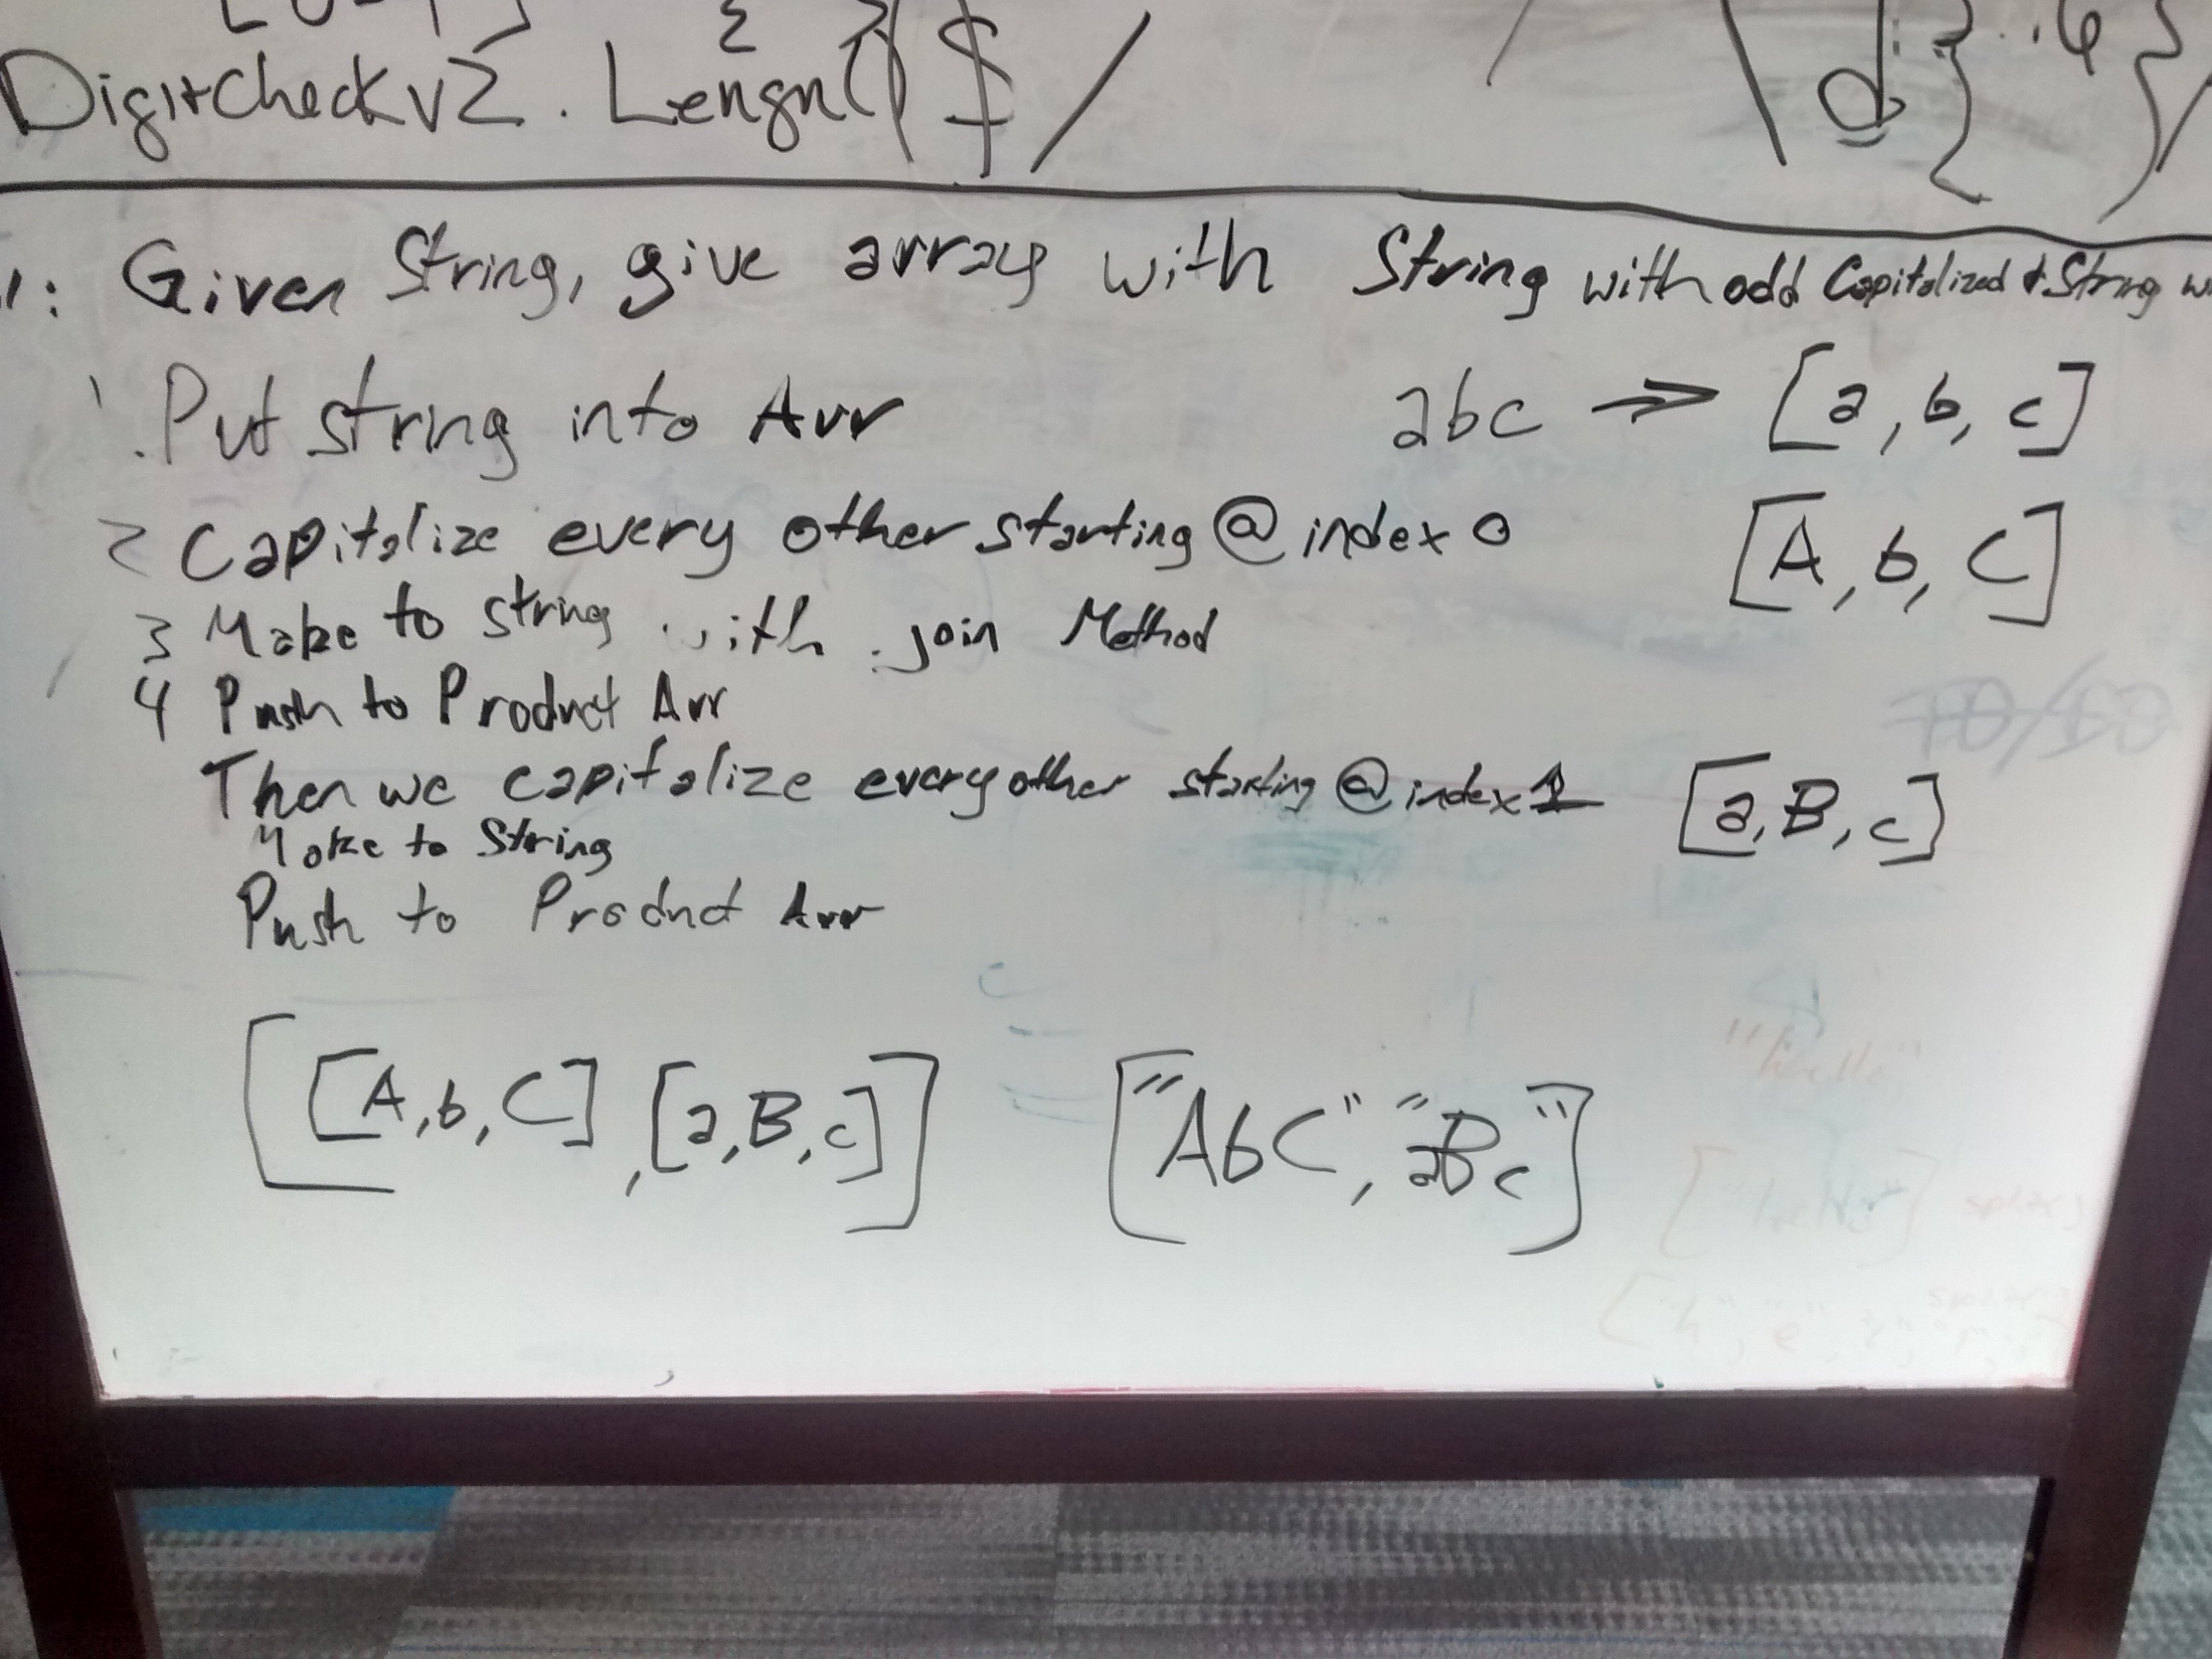 DigitCheckv2.Lengh() $/ \d{.6}/
1: Given String, give array with String with odd Capitalized & String w
1. Put string into Arr abc → [a, b, c]
2 Capitalize every other starting @ index 0 [A, b, C]
3 Make to string with .join Method
4 Push to Product Arr
Then we capitalize every other starting @ index 1 [a, B, c]
Make to String
Push to Product Arr
[[A, b, C], [a, B, c]] ["AbC", "aBc"]
"hello"